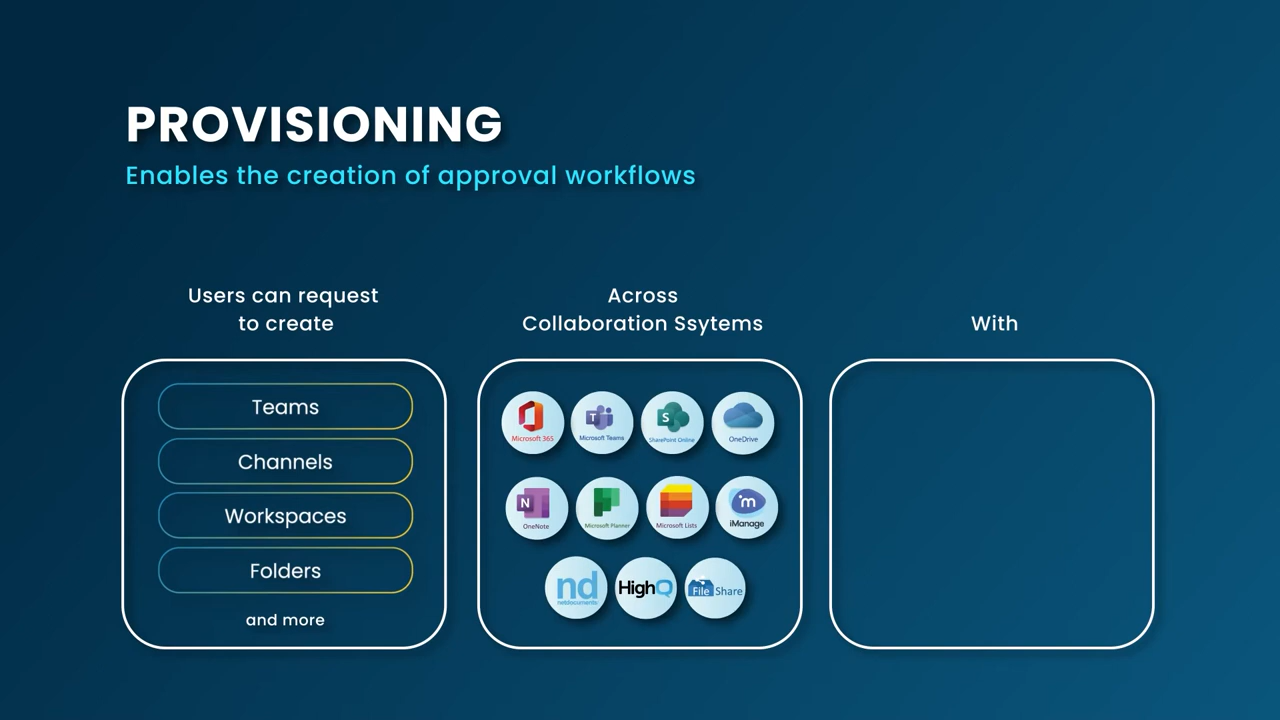 PROVISIONING
Enables the creation of approval workflows
Users can request
to create
Across
Collaboration Ssytems
With
Teams
Channels
Workspaces
Folders
and more
Microsoft 365
T
Microsoft Teams
S
SharePoint Online
OneDrive
N
OneNote
Microsoft Planner
Microsoft Lists
m
iManage
nd
netdocuments
HighQ
File Share